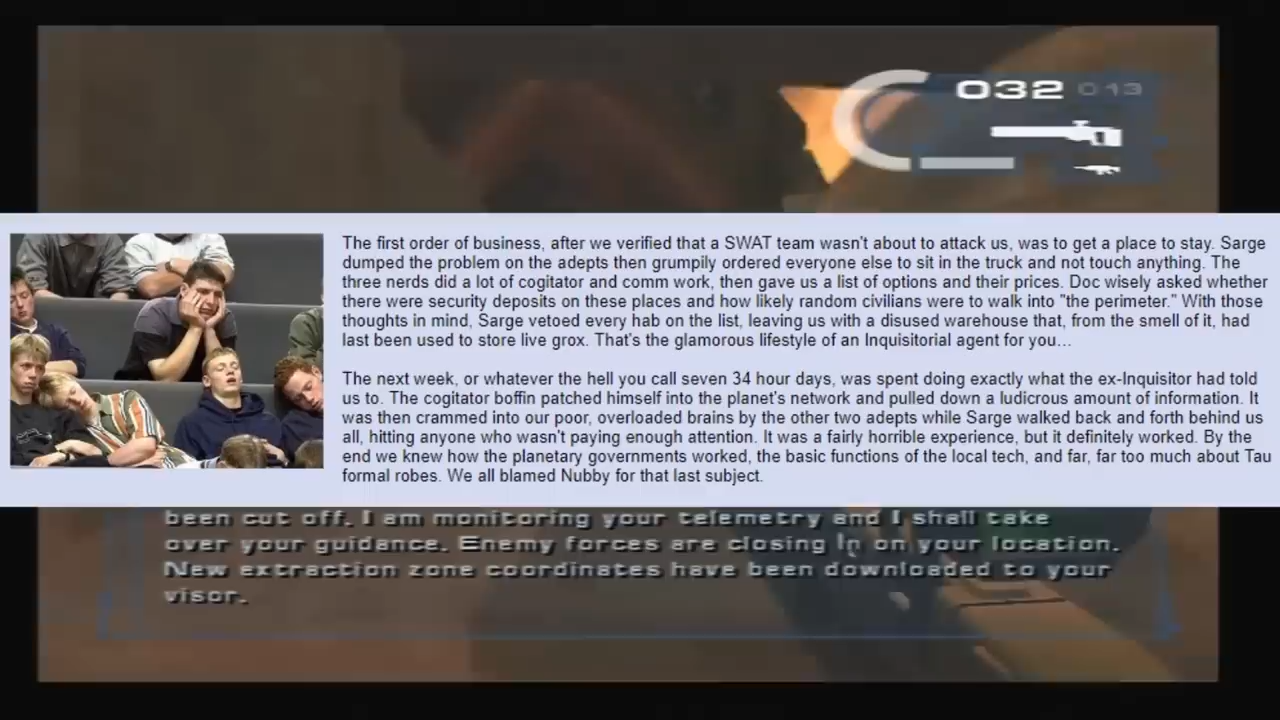 032 013
The first order of business, after we verified that a SWAT team wasn't about to attack us, was to get a place to stay. Sarge
dumped the problem on the adepts then grumpily ordered everyone else to sit in the truck and not touch anything. The
three nerds did a lot of cogitator and comm work, then gave us a list of options and their prices. Doc wisely asked whether
there were security deposits on these places and how likely random civilians were to walk into "the perimeter." With those
thoughts in mind, Sarge vetoed every hab on the list, leaving us with a disused warehouse that, from the smell of it, had
last been used to store live grox. That's the glamorous lifestyle of an Inquisitorial agent for you...
The next week, or whatever the hell you call seven 34 hour days, was spent doing exactly what the ex-Inquisitor had told
us to. The cogitator boffin patched himself into the planet's network and pulled down a ludicrous amount of information. It
was then crammed into our poor, overloaded brains by the other two adepts while Sarge walked back and forth behind us
all, hitting anyone who wasn't paying enough attention. It was a fairly horrible experience, but it definitely worked. By the
end we knew how the planetary governments worked, the basic functions of the local tech, and far, far too much about Tau
formal robes. We all blamed Nubby for that last subject.
been cut off. I am monitoring your telemetry and I shall take
over your guidance. Enemy forces are closing in on your location.
New extraction zone coordinates have been downloaded to your
visor.